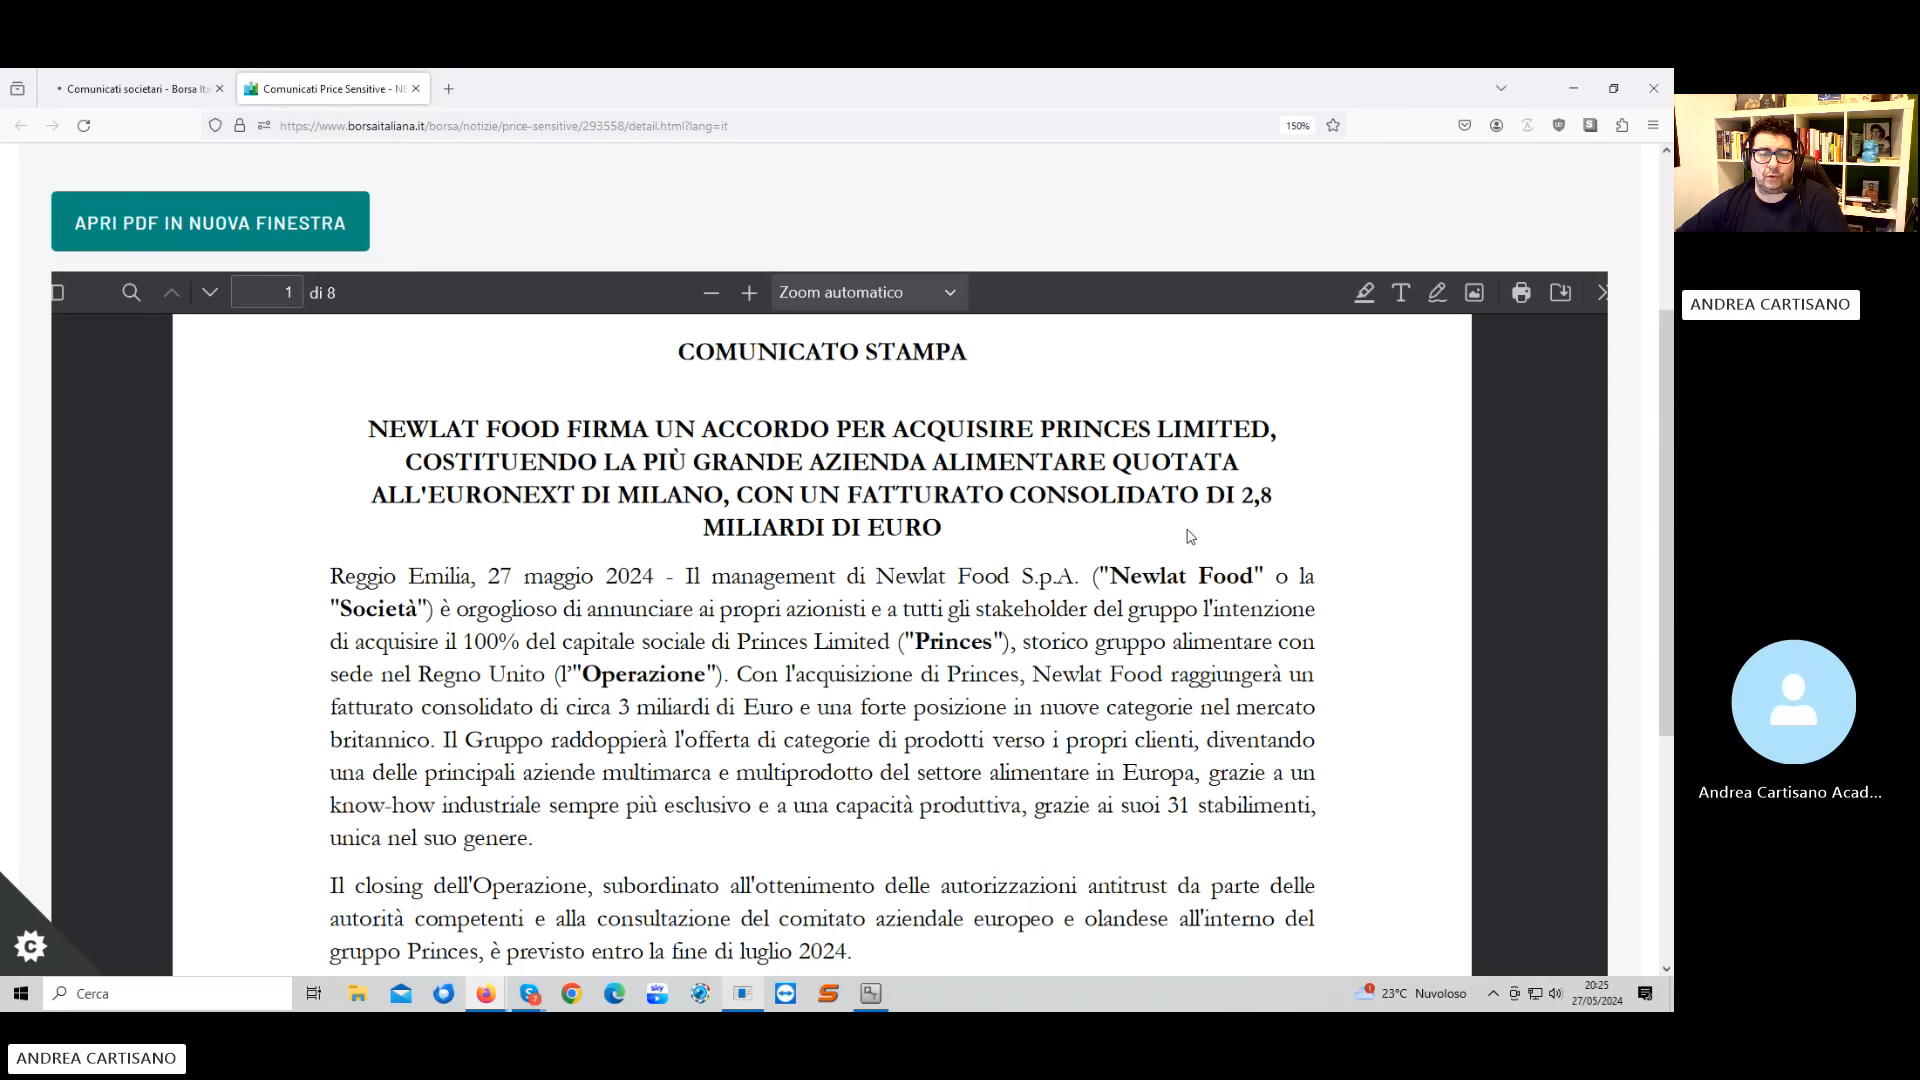 Comunicati societari - Borsa Ita
Comunicati Price Sensitive - NE
https://www.borsaitaliana.it/borsa/notizie/price-sensitive/293558/detail.html?lang=it
150%
APRI PDF IN NUOVA FINESTRA
1 di 8
Zoom automatico
COMUNICATO STAMPA
NEWLAT FOOD FIRMA UN ACCORDO PER ACQUISIRE PRINCES LIMITED,
COSTITUENDO LA PIÙ GRANDE AZIENDA ALIMENTARE QUOTATA
ALL'EURONEXT DI MILANO, CON UN FATTURATO CONSOLIDATO DI 2,8
MILIARDI DI EURO
Reggio Emilia, 27 maggio 2024 - Il management di Newlat Food S.p.A. ("Newlat Food" o la
"Società") è orgoglioso di annunciare ai propri azionisti e a tutti gli stakeholder del gruppo l'intenzione
di acquisire il 100% del capitale sociale di Princes Limited ("Princes"), storico gruppo alimentare con
sede nel Regno Unito (l'"Operazione"). Con l'acquisizione di Princes, Newlat Food raggiungerà un
fatturato consolidato di circa 3 miliardi di Euro e una forte posizione in nuove categorie nel mercato
britannico. Il Gruppo raddoppierà l'offerta di categorie di prodotti verso i propri clienti, diventando
una delle principali aziende multimarca e multiprodotto del settore alimentare in Europa, grazie a un
know-how industriale sempre più esclusivo e a una capacità produttiva, grazie ai suoi 31 stabilimenti,
unica nel suo genere.
Il closing dell'Operazione, subordinato all'ottenimento delle autorizzazioni antitrust da parte delle
autorità competenti e alla consultazione del comitato aziendale europeo e olandese all'interno del
gruppo Princes, è previsto entro la fine di luglio 2024.
Cerca
sky
7
23°C Nuvoloso
20:25
27/05/2024
ANDREA CARTISANO
Andrea Cartisano Acad...
ANDREA CARTISANO